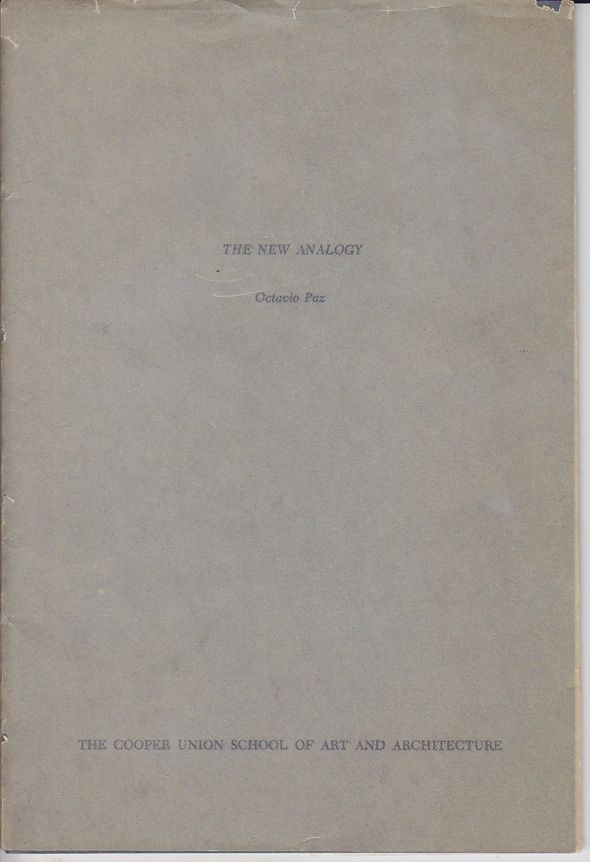 THE NEW ANALOGY
Octavio Paz
THE COOPER UNION SCHOOL OF ART AND ARCHITECTURE